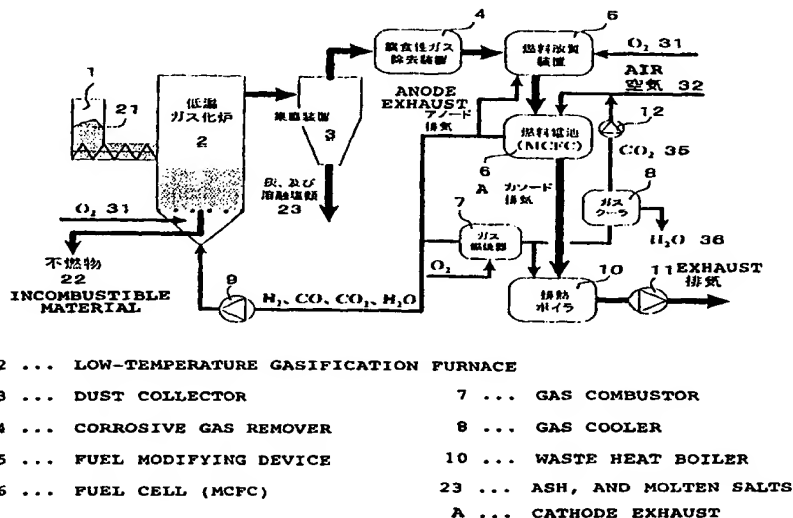 4
5
腐食性ガス
除去装置
燃料改質
装置
O₂ 31
1
21
低温
ガス化炉
2
集塵装置
3
ANODE
EXHAUST
アノード
排気
AIR
空気 32
燃料電池
(MCFC)
12
CO₂ 35
6
A カソード
排気
8
ガス
クーラ
灰、及び
溶融塩類
23
7
ガス
燃焼器
H₂O 36
O₂ 31
不燃物
22
INCOMBUSTIBLE
MATERIAL
9
O₂
H₂、CO、CO₂、H₂O
10
排熱
ボイラ
11
EXHAUST
排気
2 ... LOW-TEMPERATURE GASIFICATION FURNACE
3 ... DUST COLLECTOR
4 ... CORROSIVE GAS REMOVER
5 ... FUEL MODIFYING DEVICE
6 ... FUEL CELL (MCFC)
7 ... GAS COMBUSTOR
8 ... GAS COOLER
10 ... WASTE HEAT BOILER
23 ... ASH, AND MOLTEN SALTS
A ... CATHODE EXHAUST